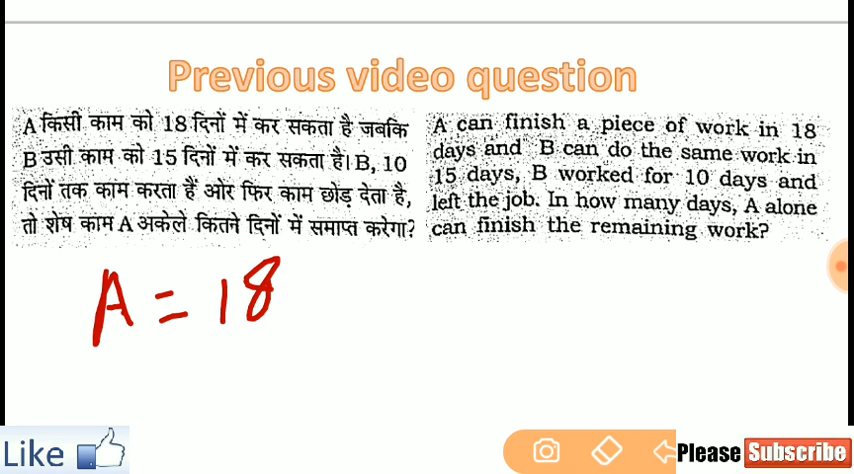 Previous video question
A किसी काम को 18 दिनों में कर सकता है जबकि
B उसी काम को 15 दिनों में कर सकता है। B, 10
दिनों तक काम करता हैं ओर फिर काम छोड़ देता है,
तो शेष काम A अकेले कितने दिनों में समाप्त करेगा?
A can finish a piece of work in 18
days and B can do the same work in
15 days, B worked for 10 days and
left the job. In how many days, A alone
can finish the remaining work?
A = 18
Like
Please Subscribe